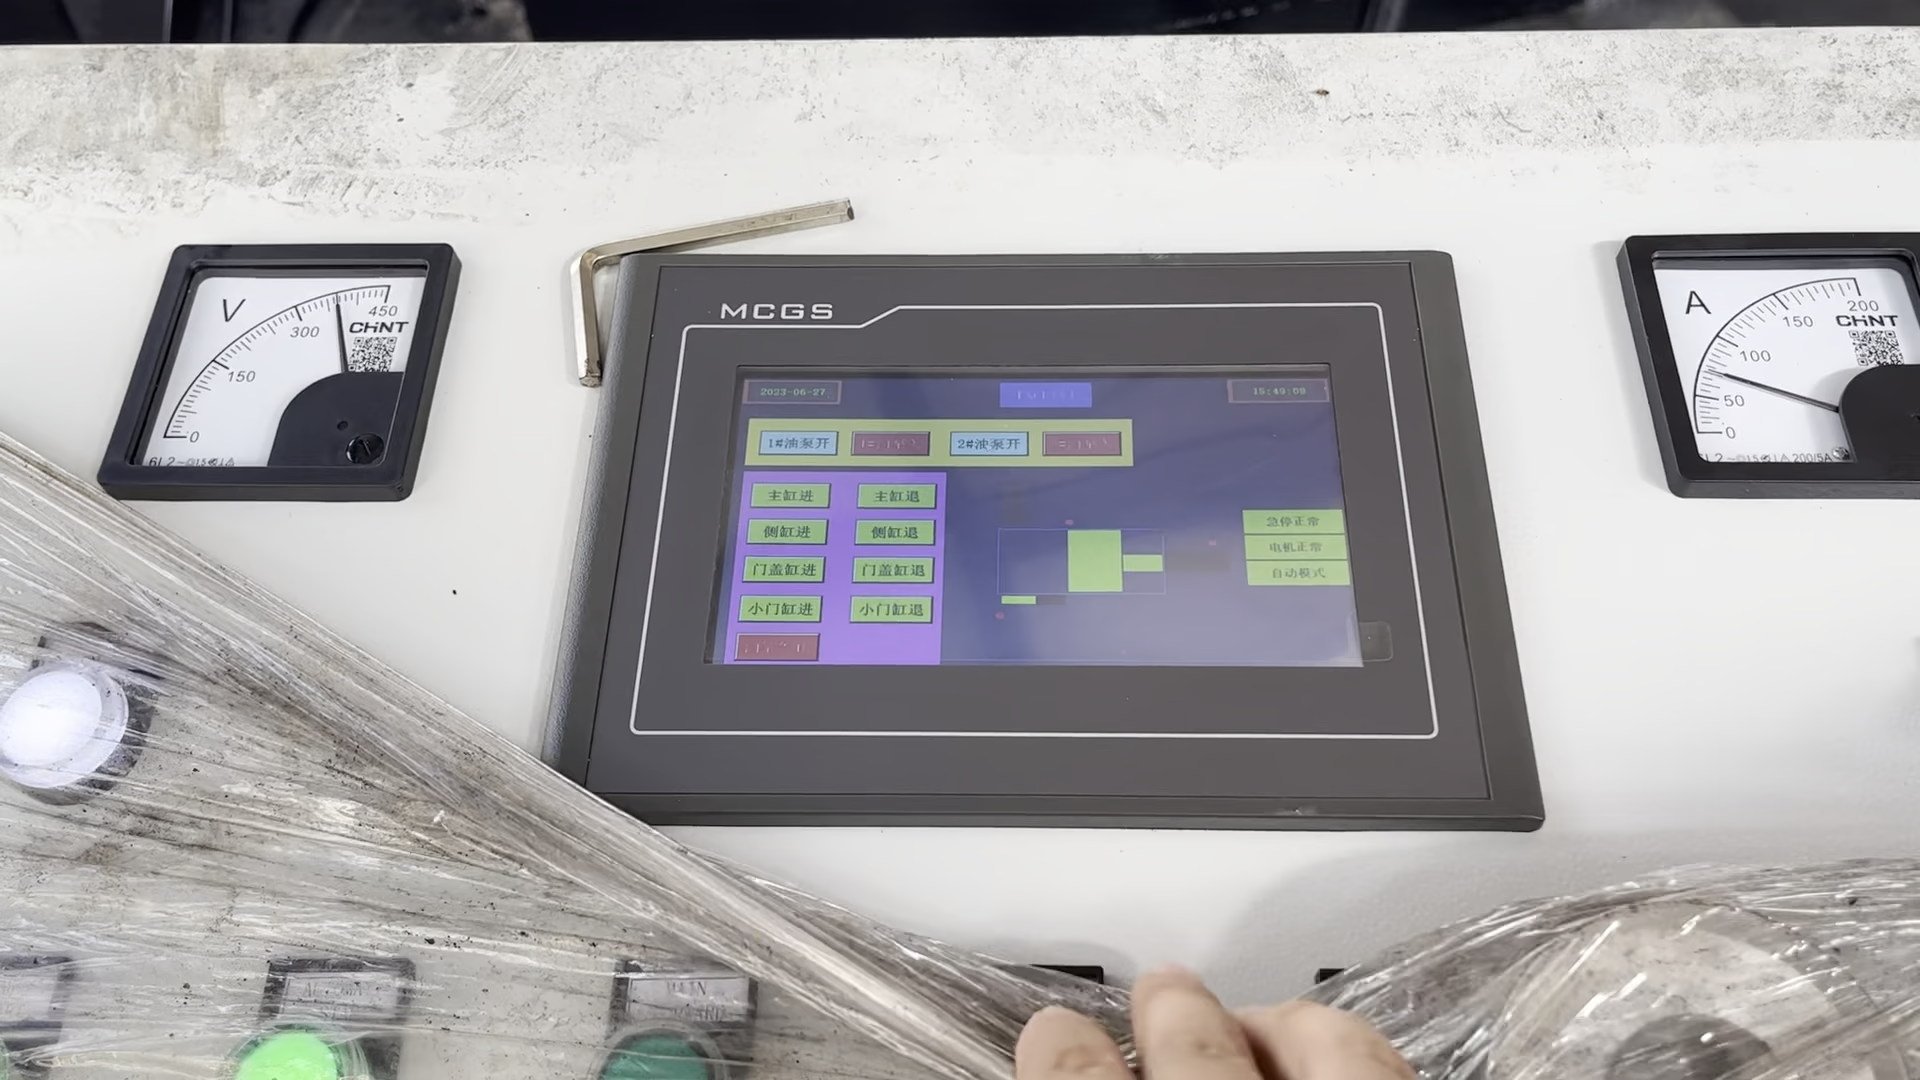 V
450
300
150
0
CHNT
MCGS
2023-06-27
15:49:09
1#油泵开
2#油泵开
主缸进
主缸退
侧缸进
侧缸退
门盖缸进
门盖缸退
小门缸进
小门缸退
急停正常
电机正常
自动模式
A
200
150
100
50
0
CHNT
200/5A
MAIN